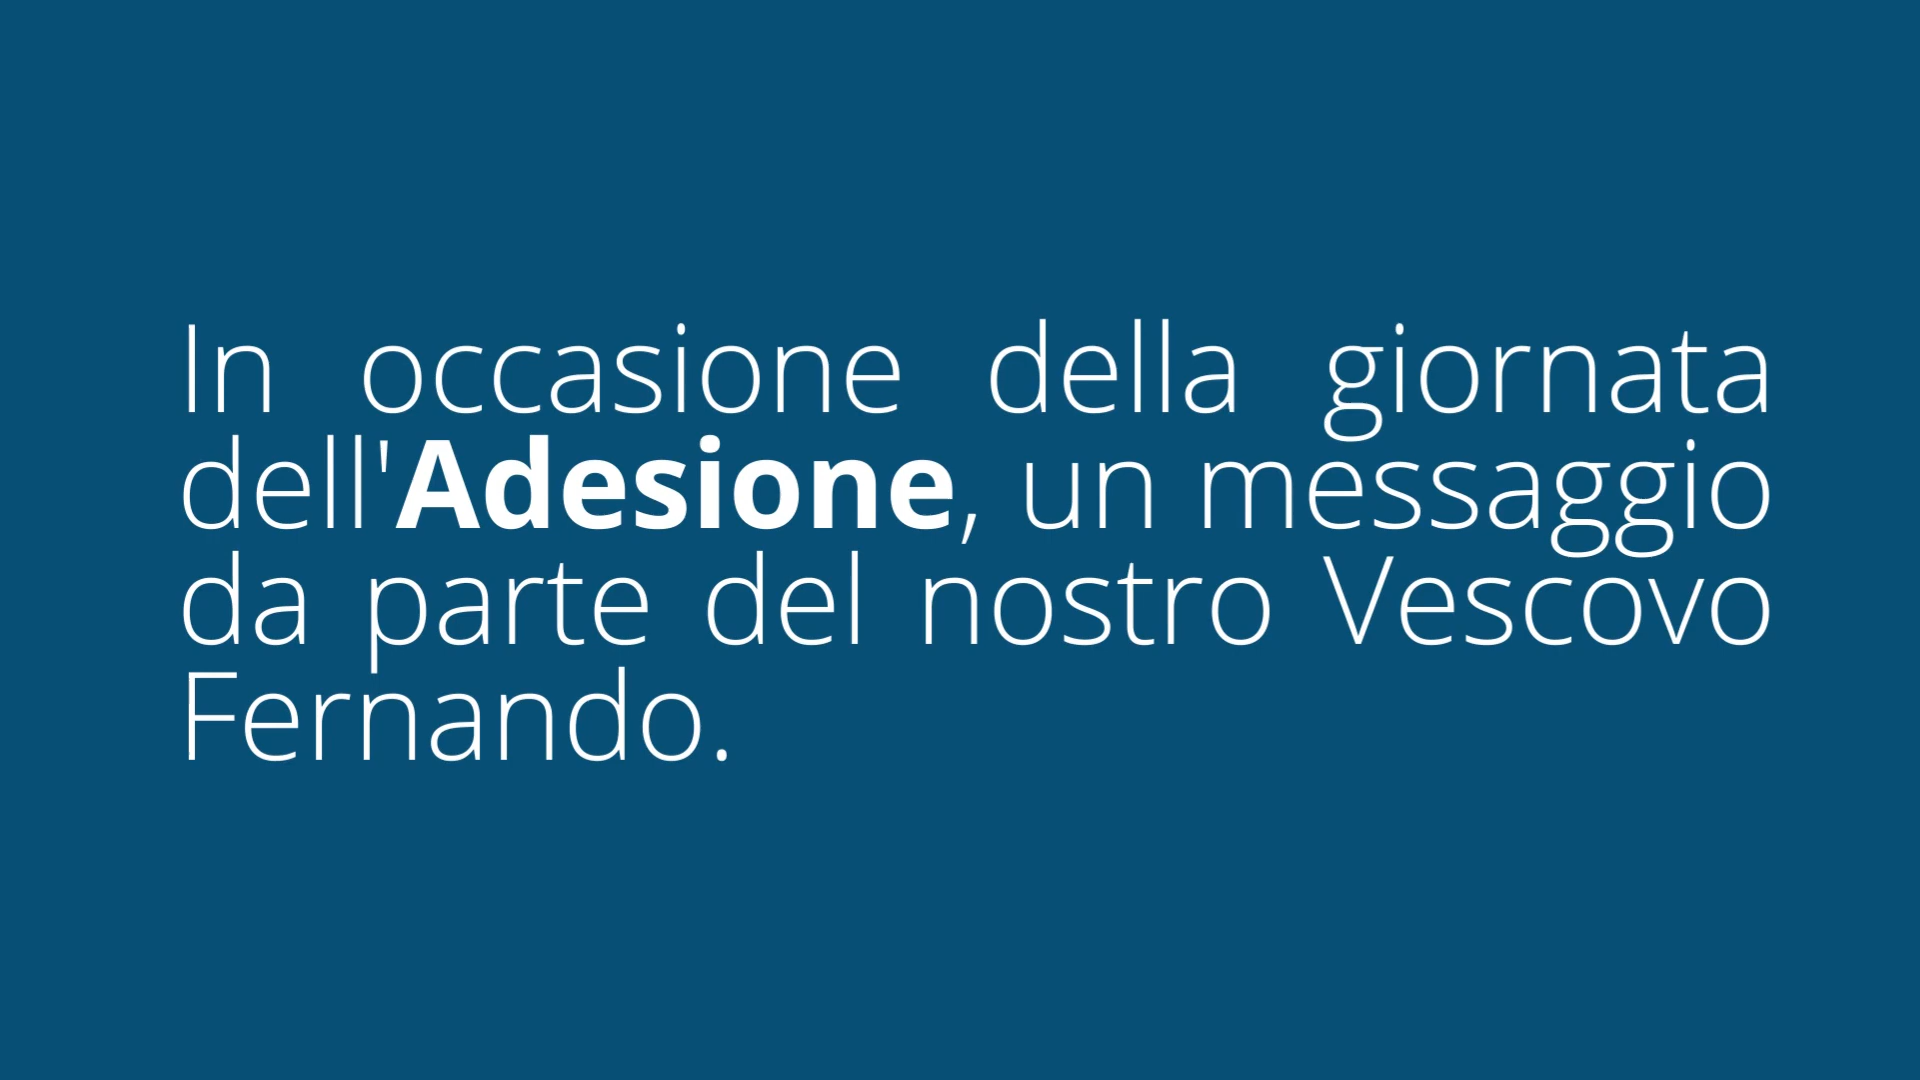 In occasione della giornata
dell'Adesione, un messaggio
da parte del nostro Vescovo
Fernando.